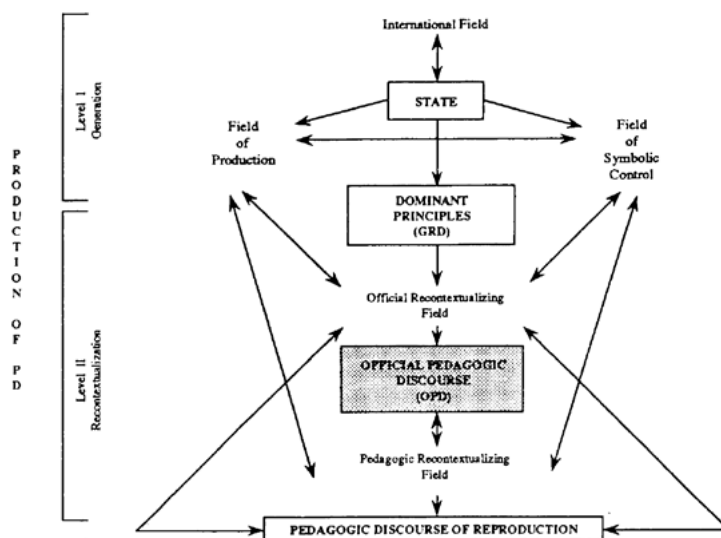 International Field
STATE
Field
of
Production
Field
of
Symbolic
Control
DOMINANT
PRINCIPLES
(GRD)
Official Recontextualizing
Field
OFFICIAL PEDAGOGIC
DISCOURSE
(OPD)
Pedagogic Recontextualizing
Field
PEDAGOGIC DISCOURSE OF REPRODUCTION
PRODUCTION OF PD
Level I
Generation
Level II
Recontextualization